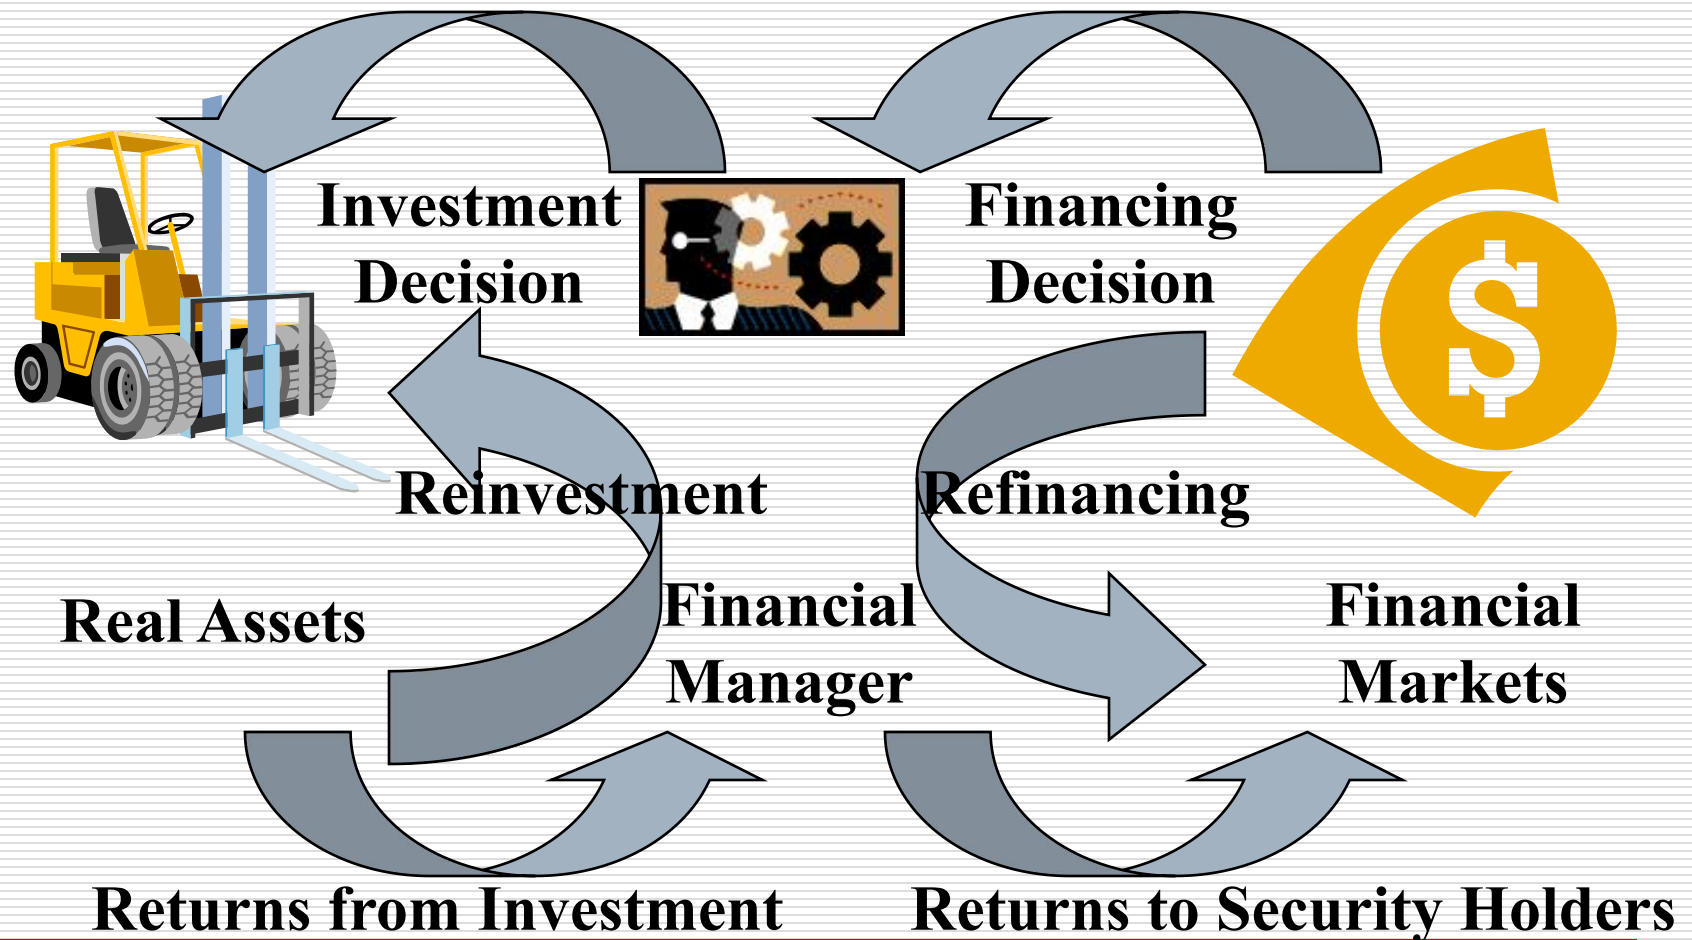 Investment
Decision
Financing
Decision
$
Reinvestment
Refinancing
Real Assets
Financial
Manager
Financial
Markets
Returns from Investment
Returns to Security Holders